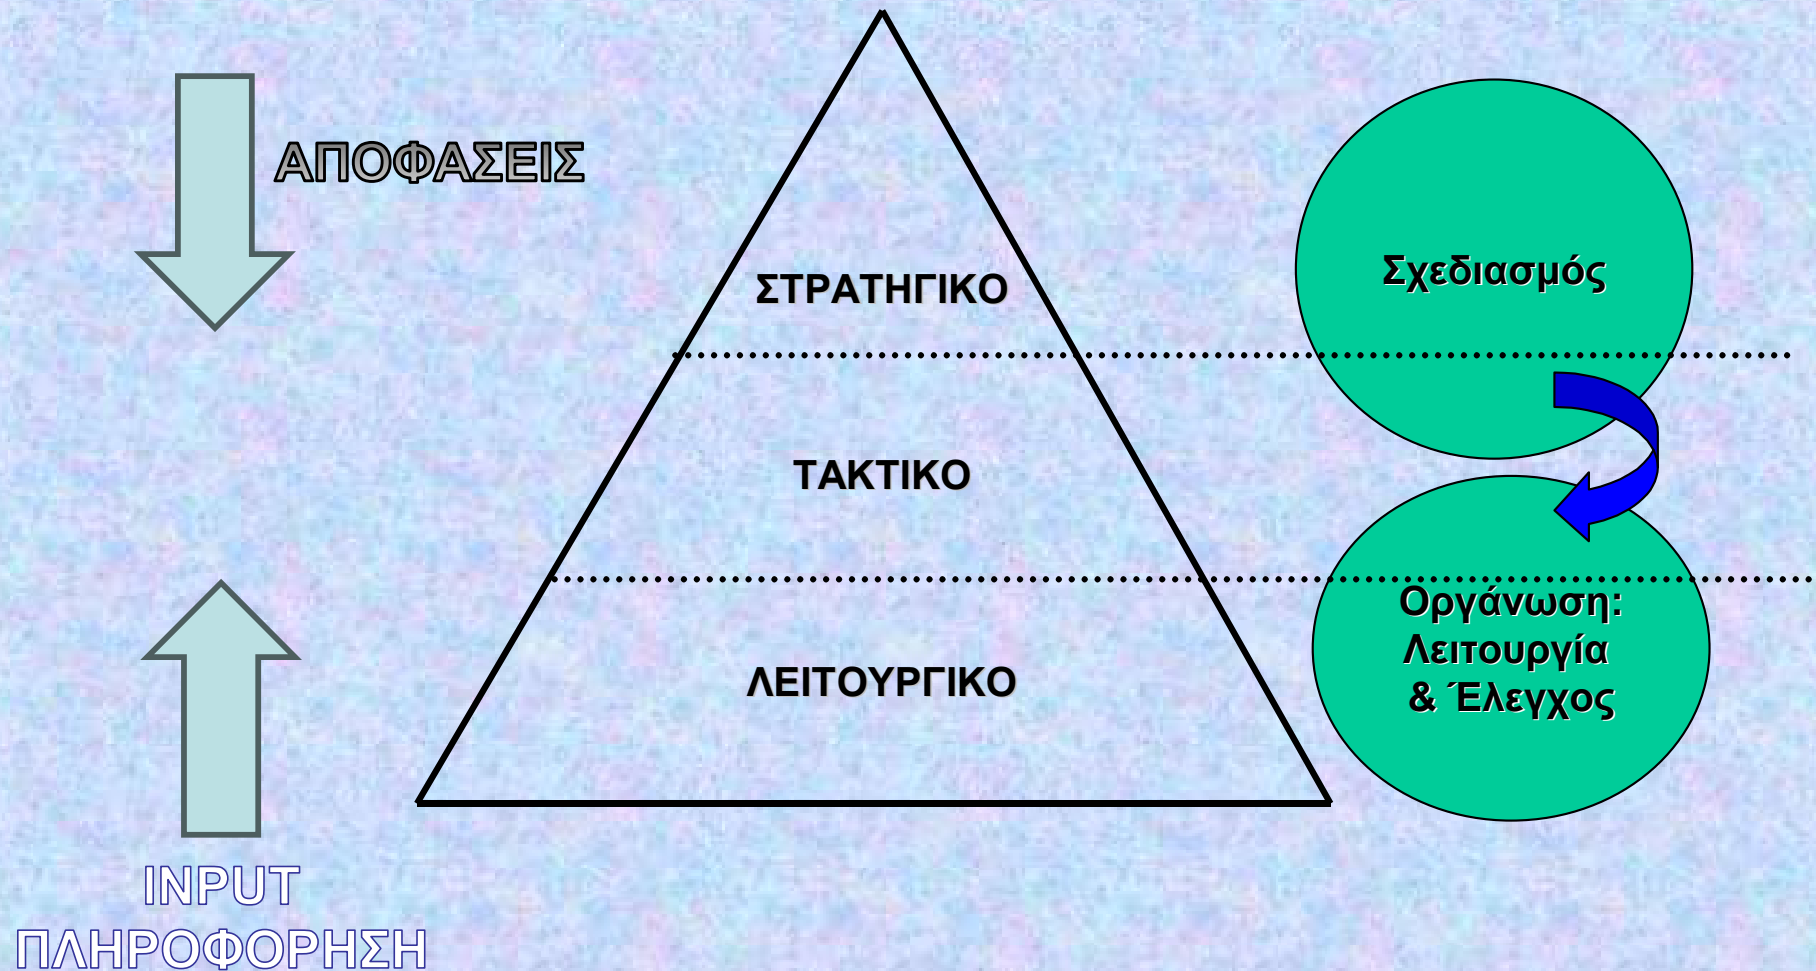 ΑΠΟΦΑΣΕΙΣ
ΣΤΡΑΤΗΓΙΚΟ
ΤΑΚΤΙΚΟ
ΛΕΙΤΟΥΡΓΙΚΟ
Σχεδιασμός
Οργάνωση:
Λειτουργία
& Έλεγχος
INPUT
ΠΛΗΡΟΦΟΡΗΣΗ